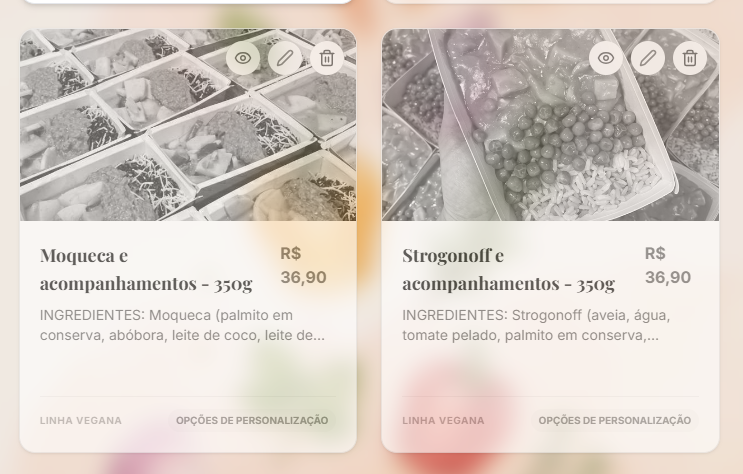 Moqueca e
acompanhamentos - 350g
R$
36,90
INGREDIENTES: Moqueca (palmito em
conserva, abóbora, leite de coco, leite de...
LINHA VEGANA
OPÇÕES DE PERSONALIZAÇÃO
Strogonoff e
acompanhamentos - 350g
R$
36,90
INGREDIENTES: Strogonoff (aveia, água,
tomate pelado, palmito em conserva,...
LINHA VEGANA
OPÇÕES DE PERSONALIZAÇÃO